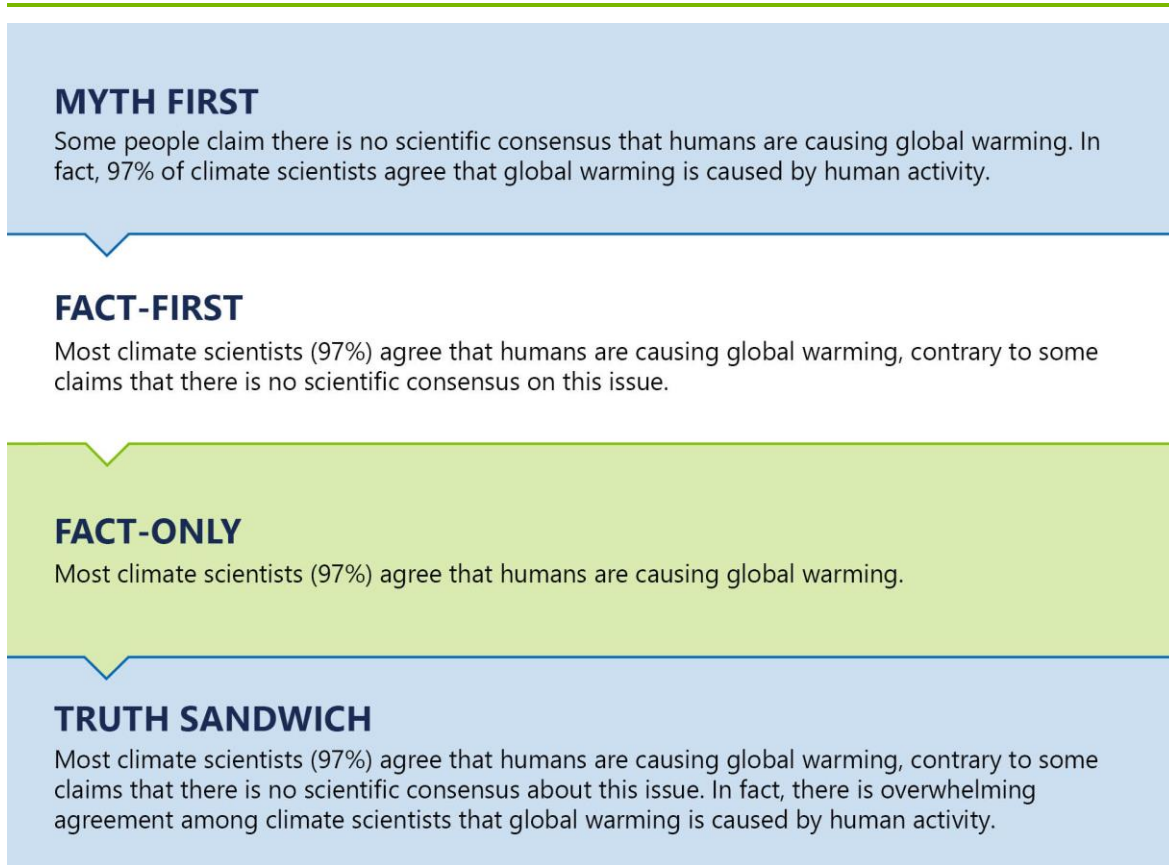 MYTH FIRST
Some people claim there is no scientific consensus that humans are causing global warming. In
fact, 97% of climate scientists agree that global warming is caused by human activity.
FACT-FIRST
Most climate scientists (97%) agree that humans are causing global warming, contrary to some
claims that there is no scientific consensus on this issue.
FACT-ONLY
Most climate scientists (97%) agree that humans are causing global warming.
TRUTH SANDWICH
Most climate scientists (97%) agree that humans are causing global warming, contrary to some
claims that there is no scientific consensus about this issue. In fact, there is overwhelming
agreement among climate scientists that global warming is caused by human activity.